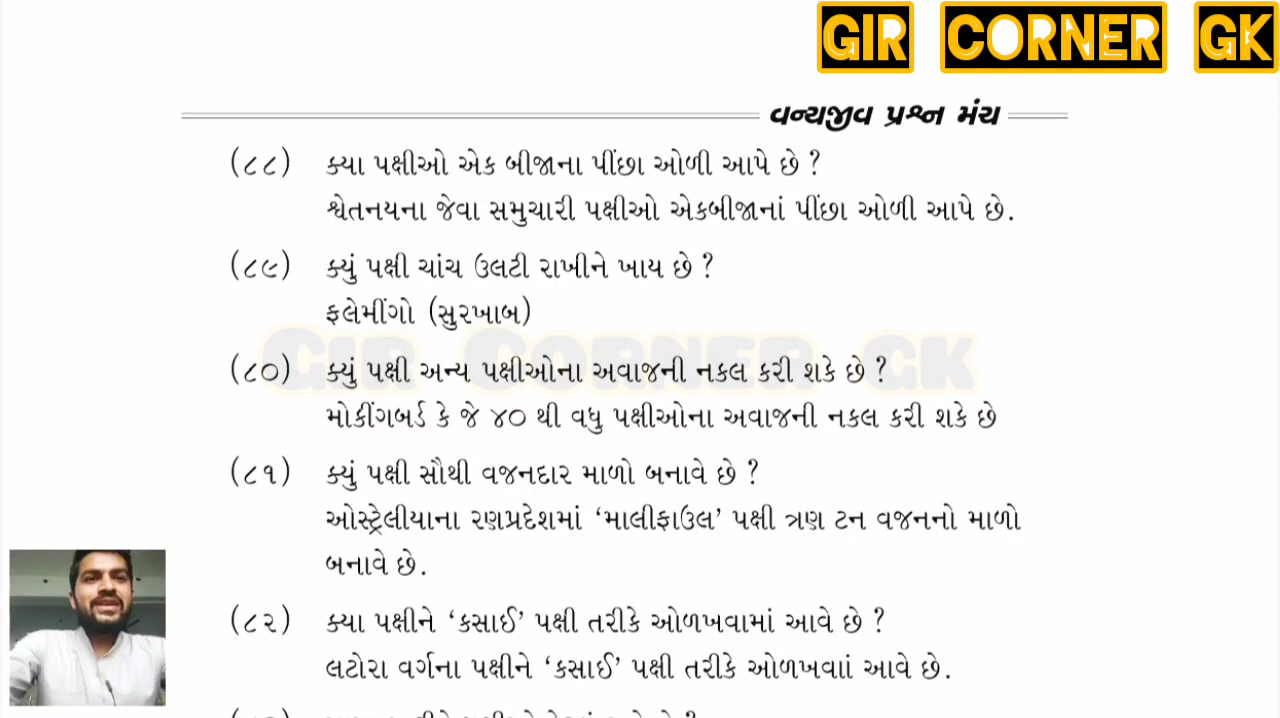 GIR CORNER GK
વન્યજીવ પ્રશ્ન મંચ
(૮૮) ક્યા પક્ષીઓ એક બીજાના પીંછા ઓળી આપે છે ?
શ્વેતનયના જેવા સમુચારી પક્ષીઓ એકબીજાનાં પીંછા ઓળી આપે છે.
(૮૯) ક્યું પક્ષી ચાંચ ઉલટી રાખીને ખાય છે ?
ફલેમીંગો (સુરખાબ)
GIR CORNER GK
(૮૦) ક્યું પક્ષી અન્ય પક્ષીઓના અવાજની નકલ કરી શકે છે ?
મોકીંગબર્ડ કે જે ૪૦ થી વધુ પક્ષીઓના અવાજની નકલ કરી શકે છે
(૮૧) ક્યું પક્ષી સૌથી વજનદાર માળો બનાવે છે ?
ઓસ્ટ્રેલીયાના રણપ્રદેશમાં ‘માલીફાઉલ’ પક્ષી ત્રણ ટન વજનનો માળો
બનાવે છે.
(૮૨) ક્યા પક્ષીને ‘કસાઈ’ પક્ષી તરીકે ઓળખવામાં આવે છે ?
લટોરા વર્ગના પક્ષીને ‘કસાઈ’ પક્ષી તરીકે ઓળખવાાં આવે છે.